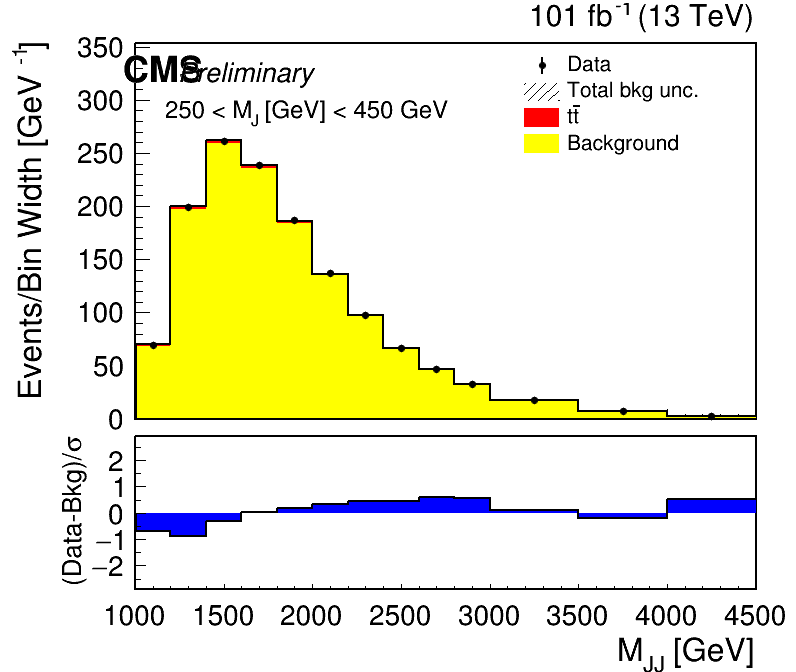 101 fb⁻¹ (13 TeV)
CMS Preliminary
250 < M_J [GeV] < 450 GeV
Data
Total bkg unc.
tt̄
Background
Events/Bin Width [GeV⁻¹]
350
300
250
200
150
100
50
0
(Data-Bkg)/σ
2
1
0
−1
−2
1000 1500 2000 2500 3000 3500 4000 4500
M_JJ [GeV]